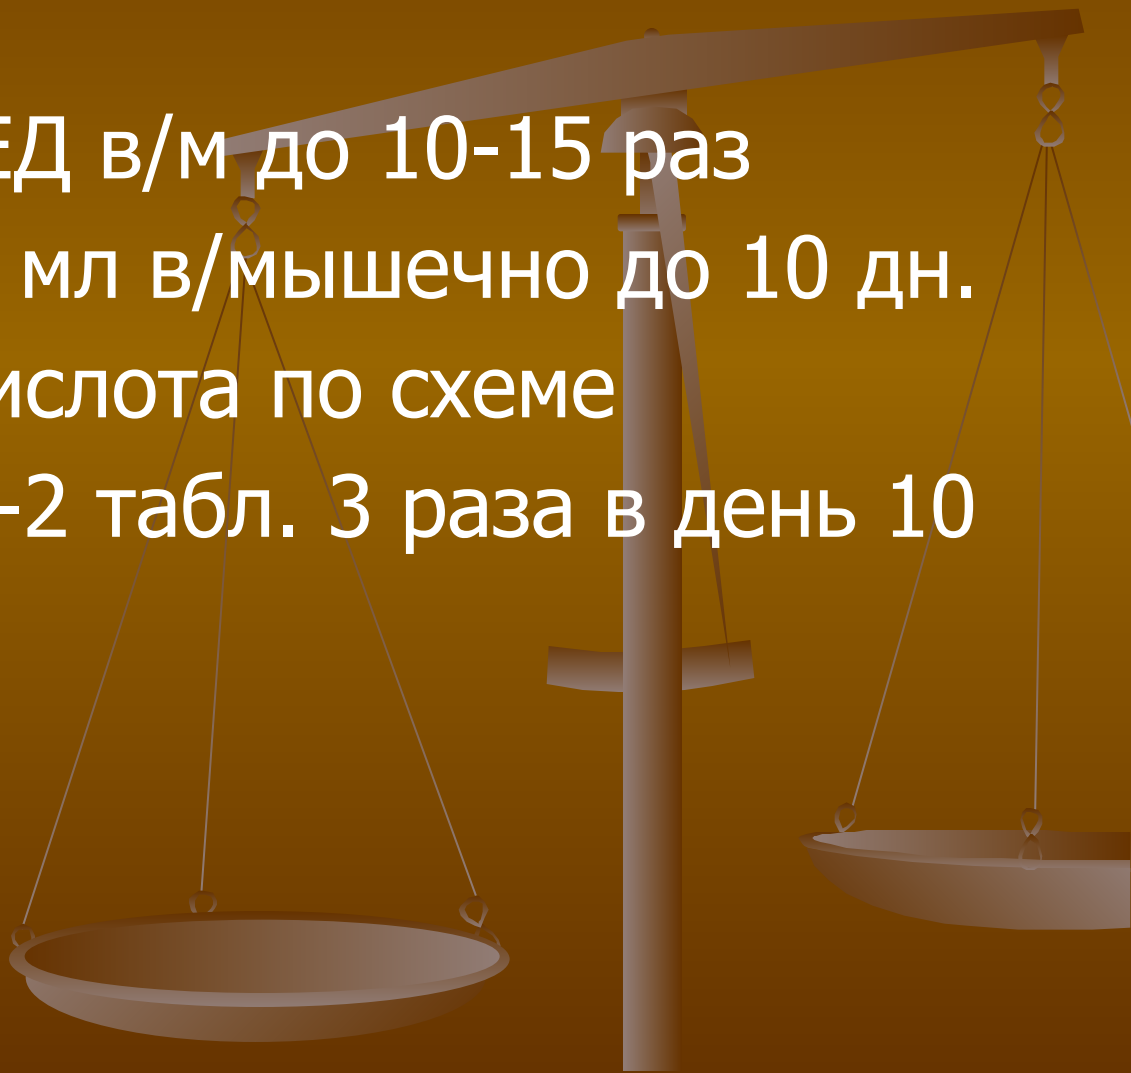 ЕД в/м до 10-15 раз
мл в/мышечно до 10 дн.
ислота по схеме
-2 табл. 3 раза в день 10